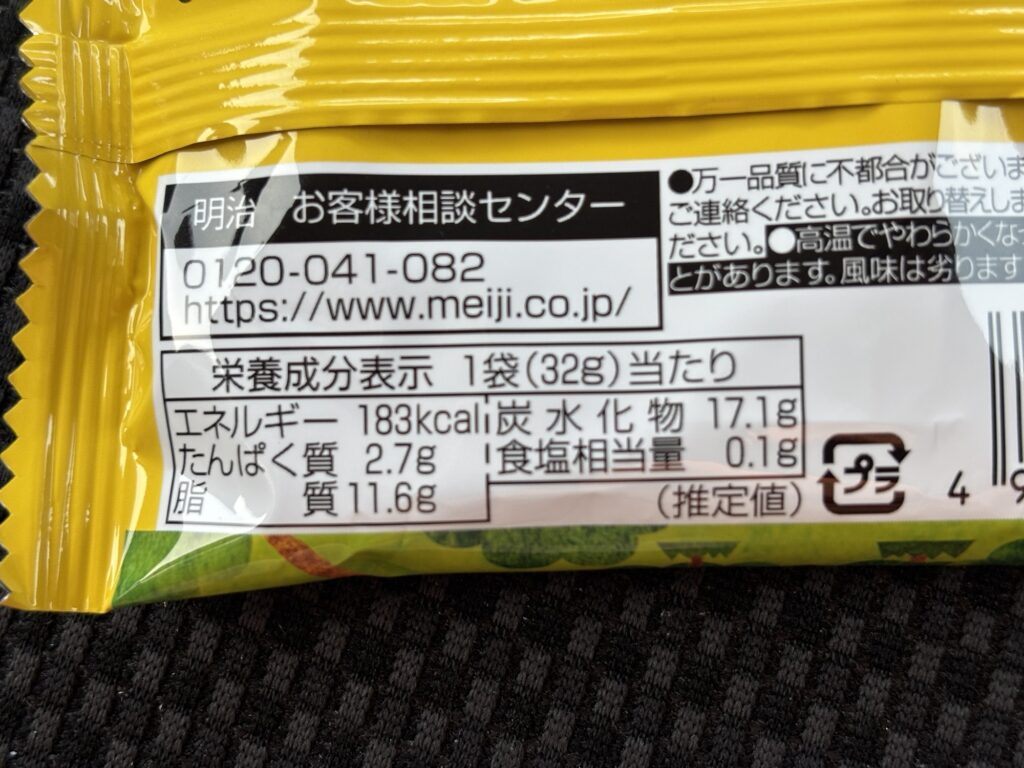 明治 お客様相談センター
0120-041-082
https://www.meiji.co.jp/
●万一品質に不都合がございま
ご連絡ください。お取り替えしま
ださい。●高温でやわらかくな
とがあります。風味は劣ります
栄養成分表示 1袋(32g)当たり
エネルギー 183kcal
たんぱく質 2.7g
脂質 11.6g
炭水化物 17.1g
食塩相当量 0.1g
(推定値)
プラ
4 9